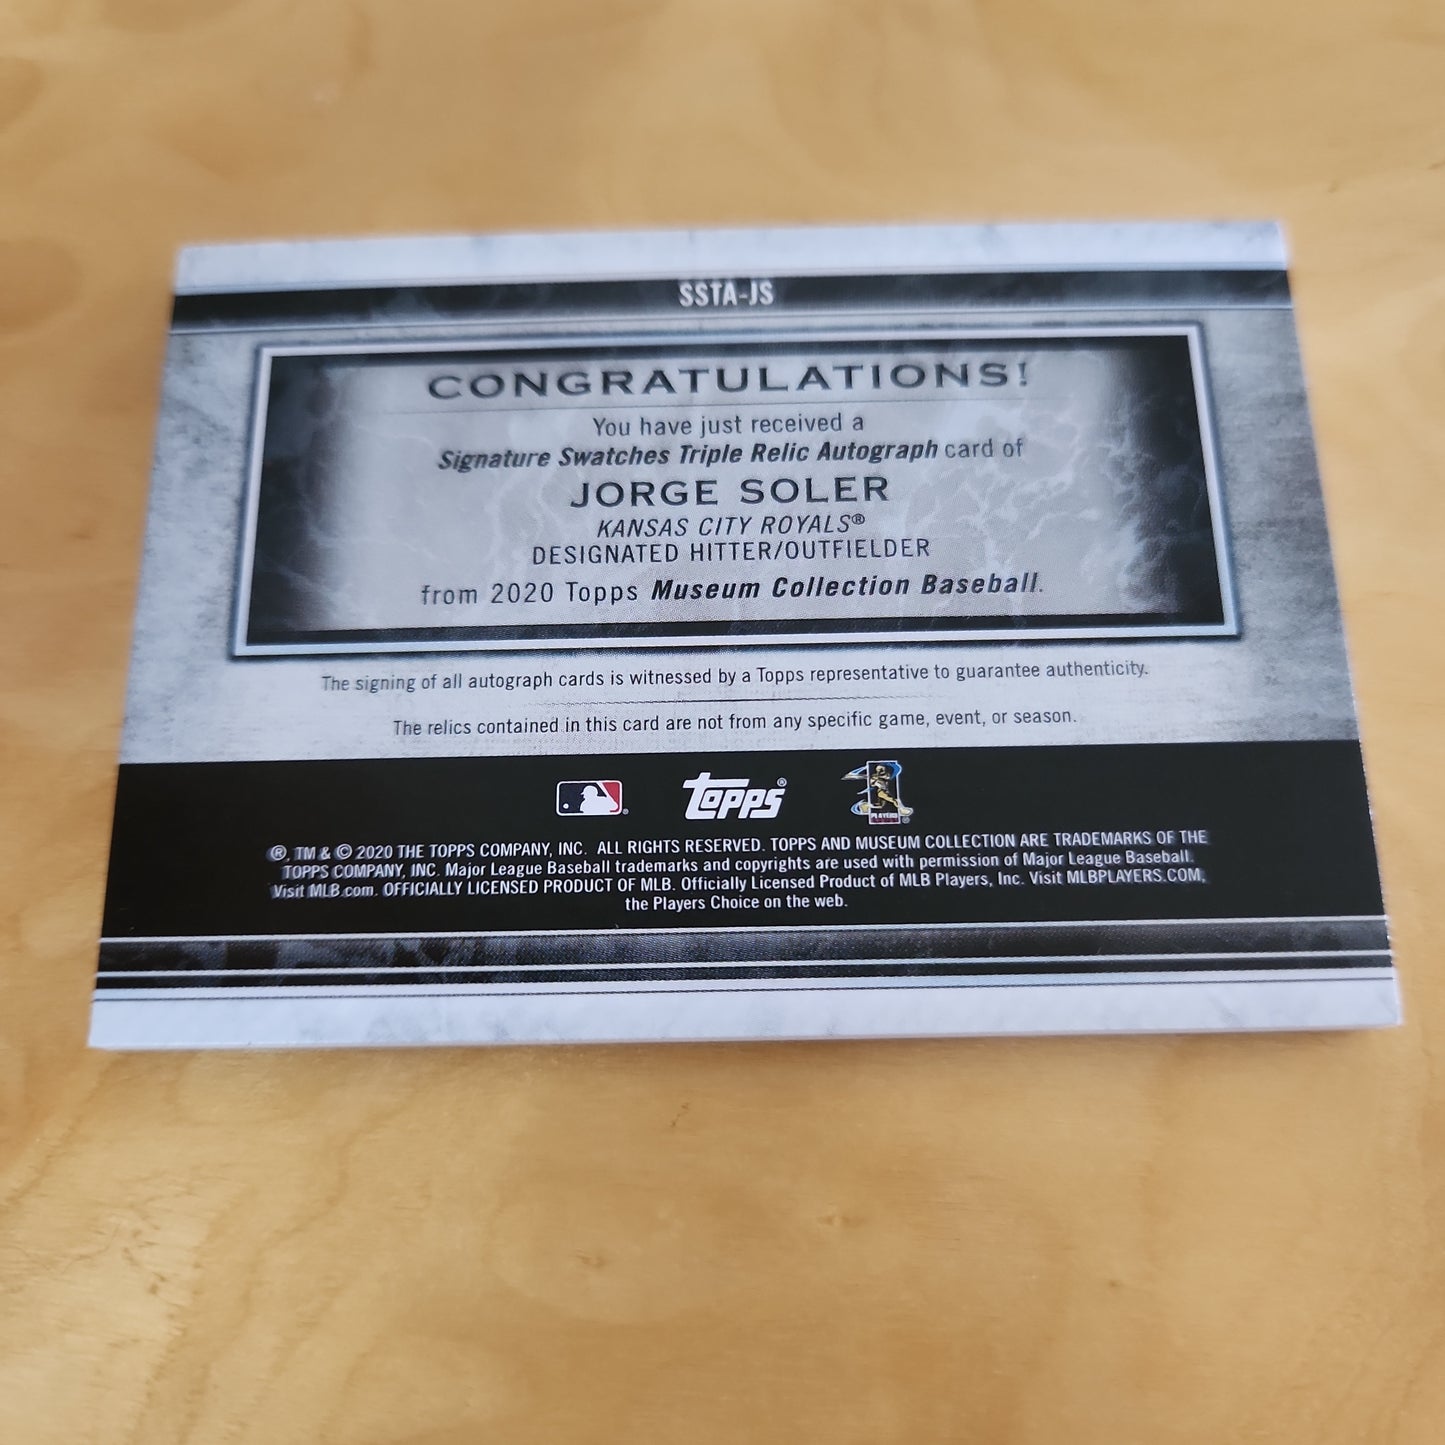 SSTA-JS
CONGRATULATIONS!
You have just received a
Signature Swatches Triple Relic Autograph card of
JORGE SOLER
KANSAS CITY ROYALS®
DESIGNATED HITTER/OUTFIELDER
from 2020 Topps Museum Collection Baseball.
The signing of all autograph cards is witnessed by a Topps representative to guarantee authenticity.
The relics contained in this card are not from any specific game, event, or season.
Topps®
PLAYERS
®, TM & © 2020 THE TOPPS COMPANY, INC. ALL RIGHTS RESERVED. TOPPS AND MUSEUM COLLECTION ARE TRADEMARKS OF THE
TOPPS COMPANY, INC. Major League Baseball trademarks and copyrights are used with permission of Major League Baseball.
Visit MLB.com. OFFICIALLY LICENSED PRODUCT OF MLB. Officially Licensed Product of MLB Players, Inc. Visit MLBPLAYERS.COM,
the Players Choice on the web.